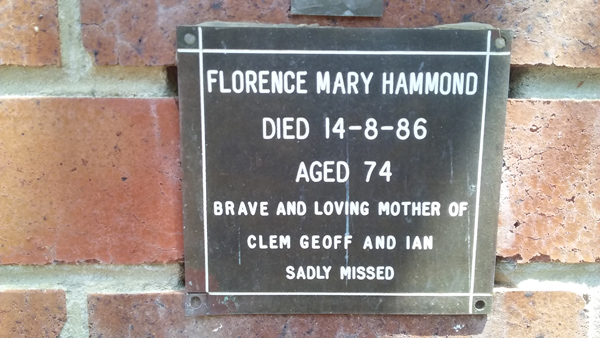 FLORENCE MARY HAMMOND
DIED 14-8-86
AGED 74
BRAVE AND LOVING MOTHER OF
CLEM GEOFF AND IAN
SADLY MISSED